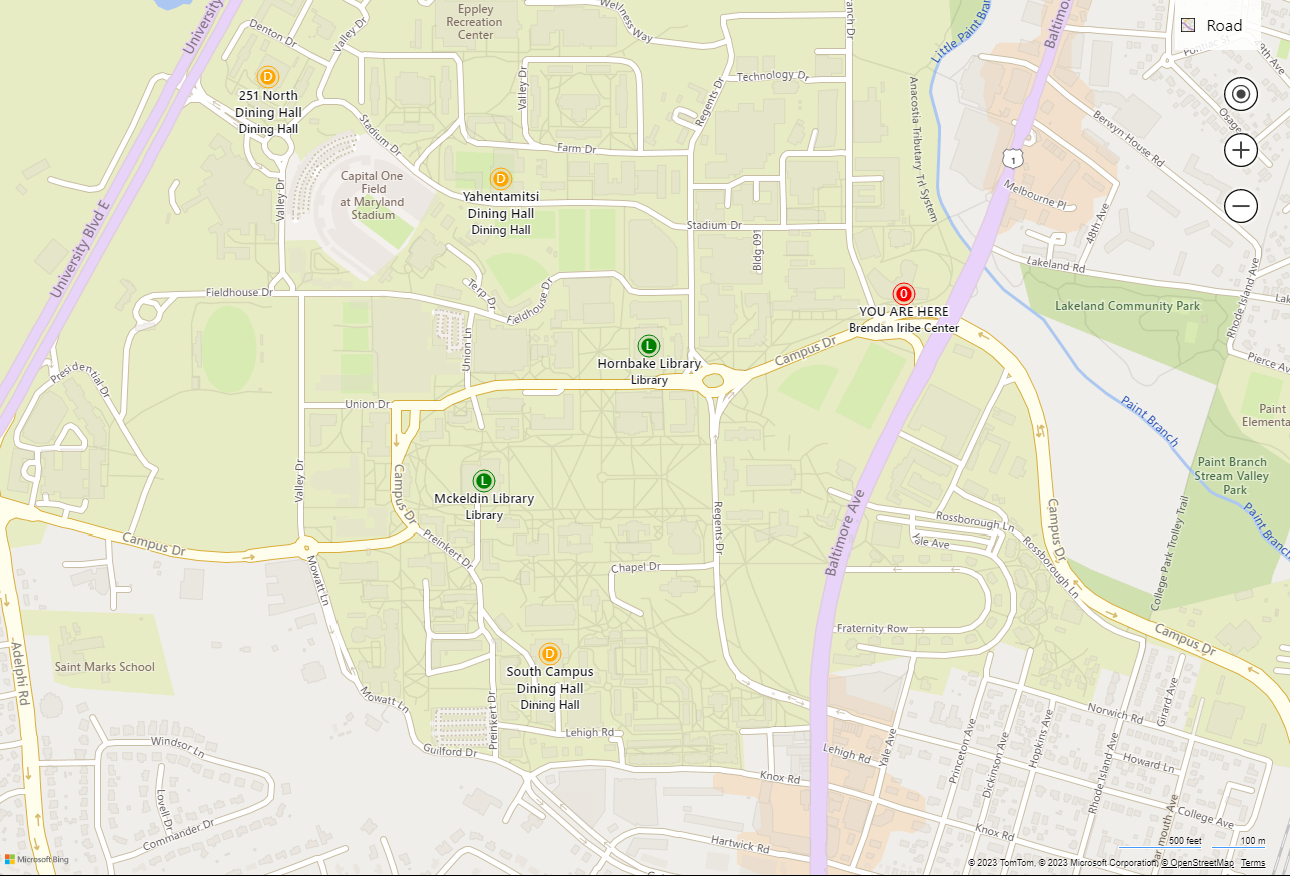 Eppley
Recreation
Center
Wellness Way
Little Paint Bran
Baltimore
Road
University
Denton Dr
Valley Dr
D
251 North
Dining Hall
Dining Hall
Valley Dr
Regents Dr
Technology Dr
Anacostia Tributary Trl System
Berwyn House Rd
Osage
1
Stadium Dr
Farm Dr
Capital One
Field
at Maryland
Stadium
D
Yahentamitsi
Dining Hall
Dining Hall
Valley Dr
Melbourne Pl
48th Ave
Stadium Dr
Bldg 091
University Blvd E
Lakeland Rd
Rhode Island Ave
Terp Dr
Fieldhouse Dr
Fieldhouse Dr
0
YOU ARE HERE
Brendan Iribe Center
Lakeland Community Park
Union Ln
L
Hornbake Library
Library
Campus Dr
Pierce Av
Presidential Dr
Union Dr
Paint Branch
Paint
Elementa
Valley Dr
Campus Dr
L
Mckeldin Library
Library
Regents Dr
Baltimore Ave
Paint Branch
Stream Valley
Park
Paint Branch
Campus Dr
Rossborough Ln
Yale Ave
Rossborough Ln
College Park Trolley Trail
Campus Dr
Preinkert Dr
Chapel Dr
Mowatt Ln
Fraternity Row
Campus Dr
Saint Marks School
Adelphi Rd
D
South Campus
Dining Hall
Dining Hall
Mowatt Ln
Preinkert Dr
Lehigh Rd
Guilford Dr
Norwich Rd
Girard Ave
Hopkins Ave
Princeton Ave
Dickinson Ave
Yale Ave
Lehigh Rd
Windsor Ln
Howard Ln
Rhode Island Ave
Knox Rd
Lovell Dr
Commander Dr
College Ave
Knox Rd
Hartwick Rd
500 feet
100 m
Microsoft Bing
© 2023 TomTom, © 2023 Microsoft Corporation, © OpenStreetMap Terms